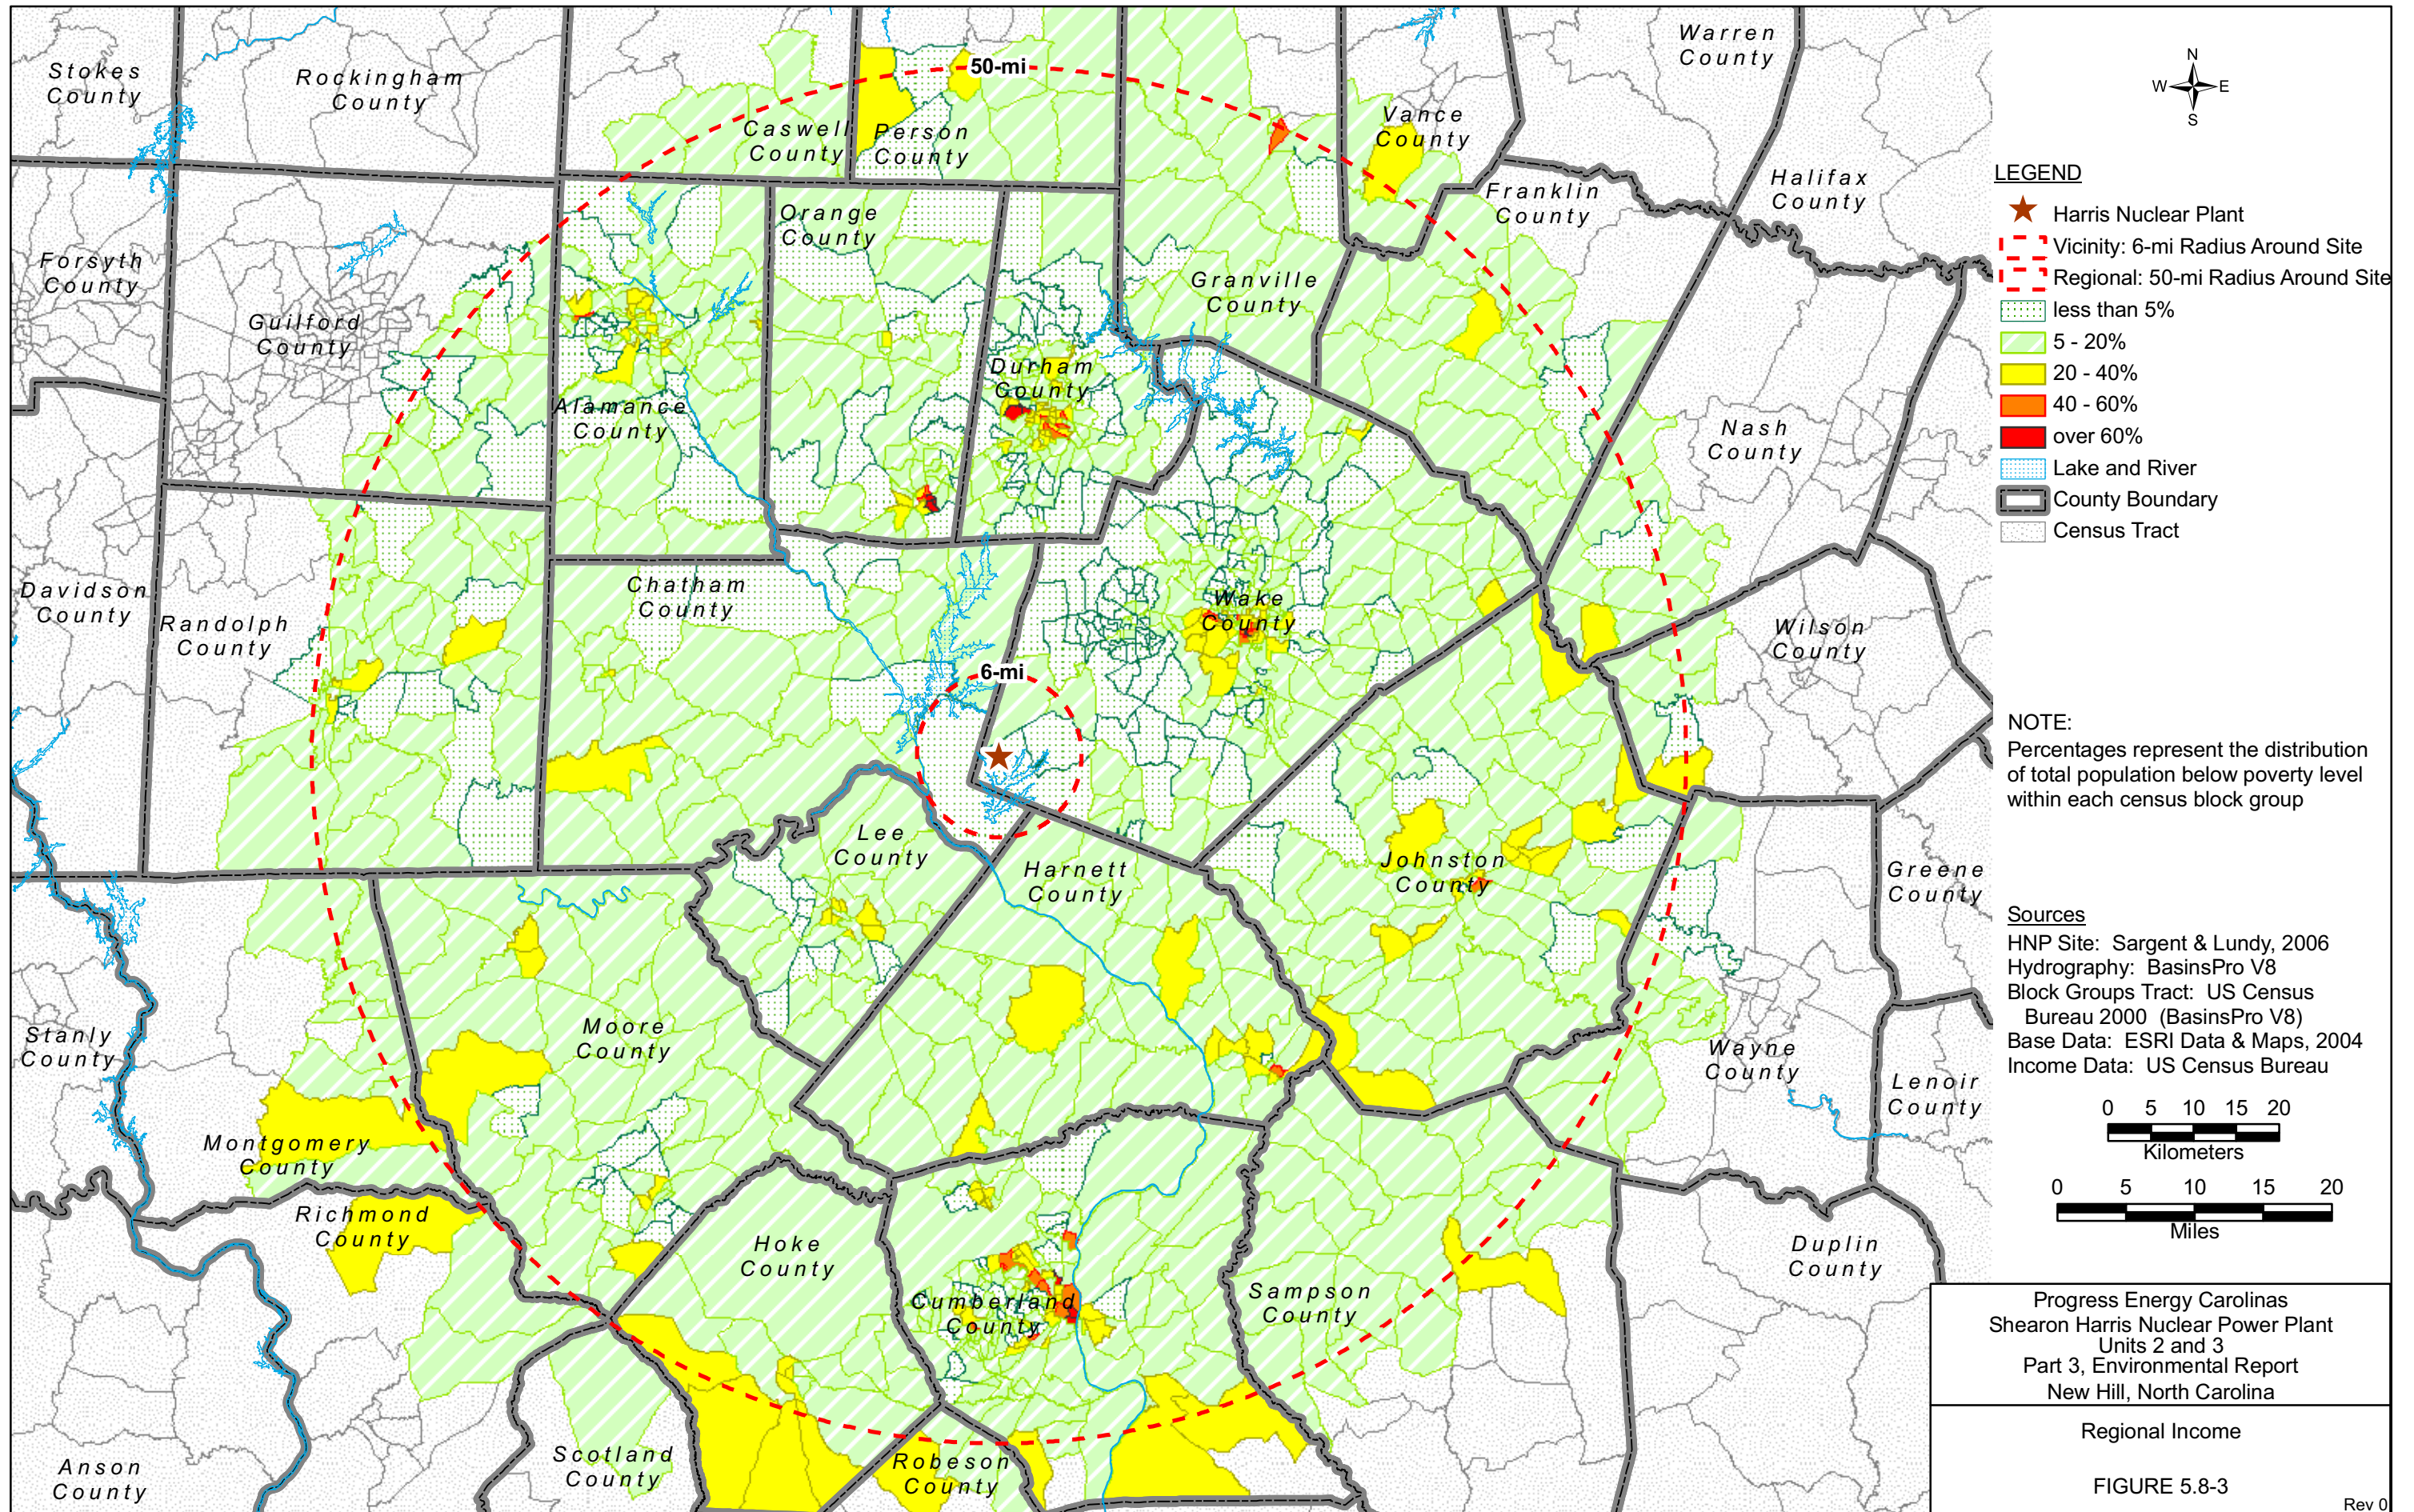 Stokes
County
Rockingham
County
Caswell
County
Person
County
50-mi
Vance
County
Warren
County
Halifax
County
Franklin
County
Granville
County
Orange
County
Durham
County
Forsyth
County
Guilford
County
Alamance
County
Nash
County
Davidson
County
Randolph
County
Chatham
County
Wake
County
Wilson
County
6-mi
Lee
County
Harnett
County
Johnston
County
Greene
County
Stanly
County
Moore
County
Wayne
County
Lenoir
County
Montgomery
County
Richmond
County
Hoke
County
Cumberland
County
Sampson
County
Duplin
County
Anson
County
Scotland
County
Robeson
County
N
W E
S
LEGEND
Harris Nuclear Plant
Vicinity: 6-mi Radius Around Site
Regional: 50-mi Radius Around Site
less than 5%
5 - 20%
20 - 40%
40 - 60%
over 60%
Lake and River
County Boundary
Census Tract
NOTE:
Percentages represent the distribution
of total population below poverty level
within each census block group
Sources
HNP Site: Sargent & Lundy, 2006
Hydrography: BasinsPro V8
Block Groups Tract: US Census
Bureau 2000 (BasinsPro V8)
Base Data: ESRI Data & Maps, 2004
Income Data: US Census Bureau
0 5 10 15 20
Kilometers
0 5 10 15 20
Miles
Progress Energy Carolinas
Shearon Harris Nuclear Power Plant
Units 2 and 3
Part 3, Environmental Report
New Hill, North Carolina
Regional Income
FIGURE 5.8-3
Rev 0